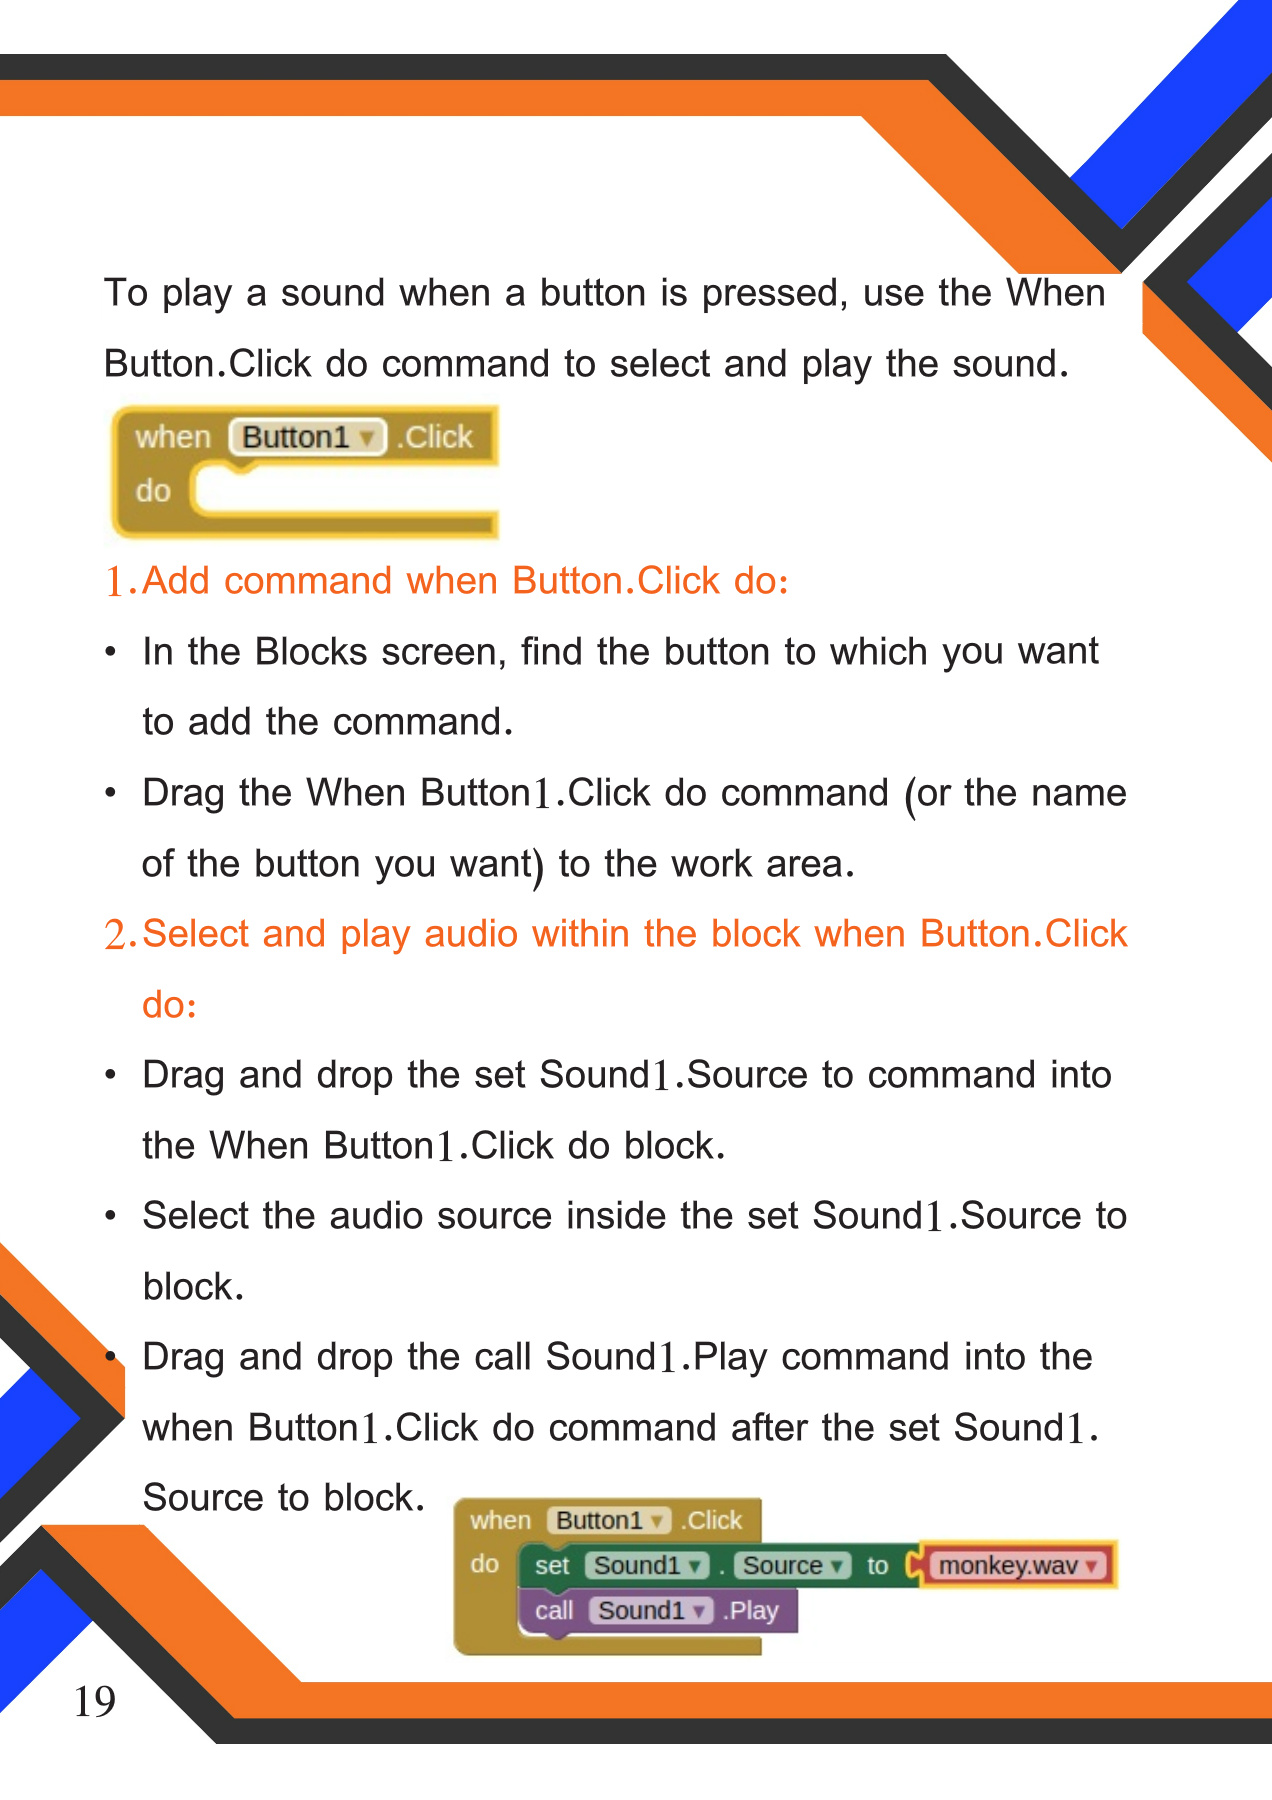 To play a sound when a button is pressed, use the When
Button.Click do command to select and play the sound.
when Button1 .Click
do
1.Add command when Button.Click do:
• In the Blocks screen, find the button to which you want
to add the command.
• Drag the When Button1.Click do command (or the name
of the button you want) to the work area.
2.Select and play audio within the block when Button.Click
do:
• Drag and drop the set Sound1.Source to command into
the When Button1.Click do block.
• Select the audio source inside the set Sound1.Source to
block.
• Drag and drop the call Sound1.Play command into the
when Button1.Click do command after the set Sound1.
Source to block.
when Button1 .Click
do set Sound1 . Source to monkey.wav
call Sound1 .Play
19